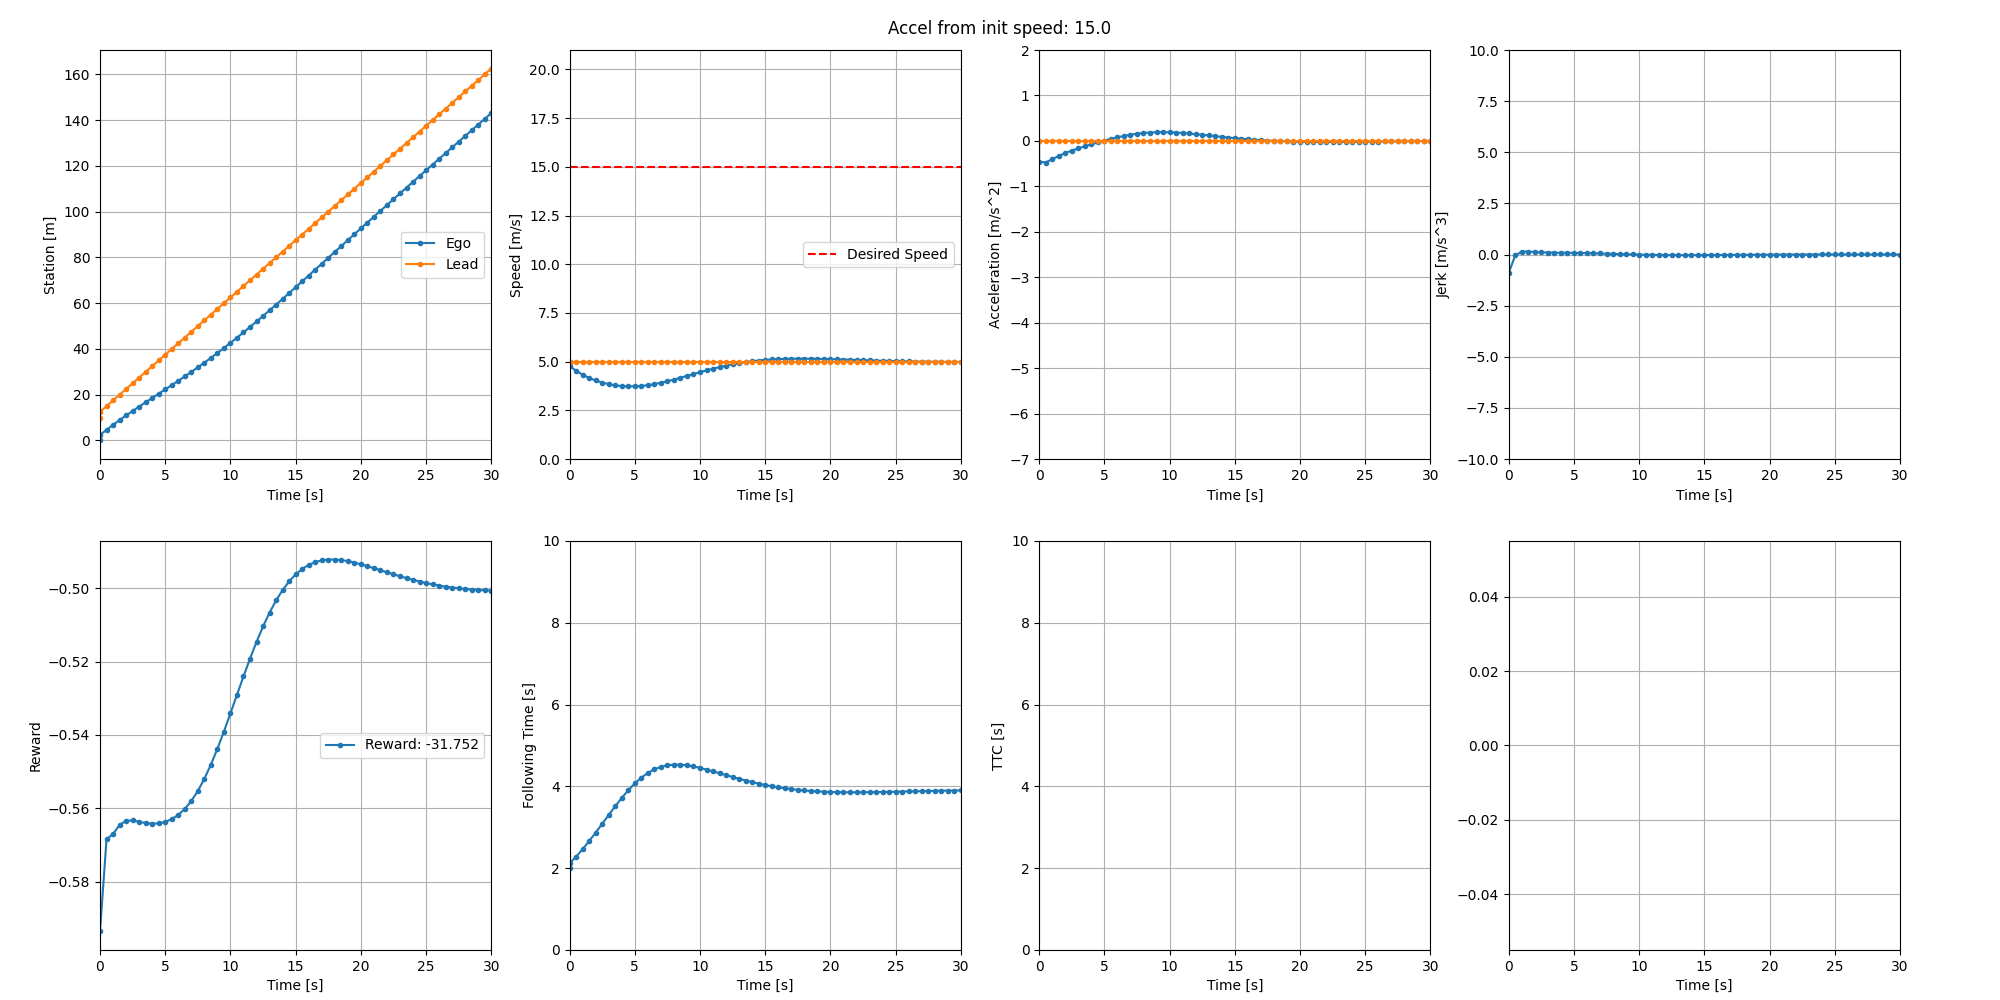 Accel from init speed: 15.0
160
140
120
100
80
60
40
20
0
Station [m]
Ego
Lead
0 5 10 15 20 25 30
Time [s]
20.0
17.5
15.0
12.5
10.0
7.5
5.0
2.5
0.0
Speed [m/s]
Desired Speed
0 5 10 15 20 25 30
Time [s]
2
1
0
−1
−2
−3
−4
−5
−6
−7
Acceleration [m/s^2]
0 5 10 15 20 25 30
Time [s]
10.0
7.5
5.0
2.5
0.0
−2.5
−5.0
−7.5
−10.0
Jerk [m/s^3]
0 5 10 15 20 25 30
Time [s]
−0.50
−0.52
−0.54
−0.56
−0.58
Reward
Reward: -31.752
0 5 10 15 20 25 30
Time [s]
10
8
6
4
2
0
Following Time [s]
0 5 10 15 20 25 30
Time [s]
10
8
6
4
2
0
TTC [s]
0 5 10 15 20 25 30
Time [s]
0.04
0.02
0.00
−0.02
−0.04
0 5 10 15 20 25 30
Time [s]